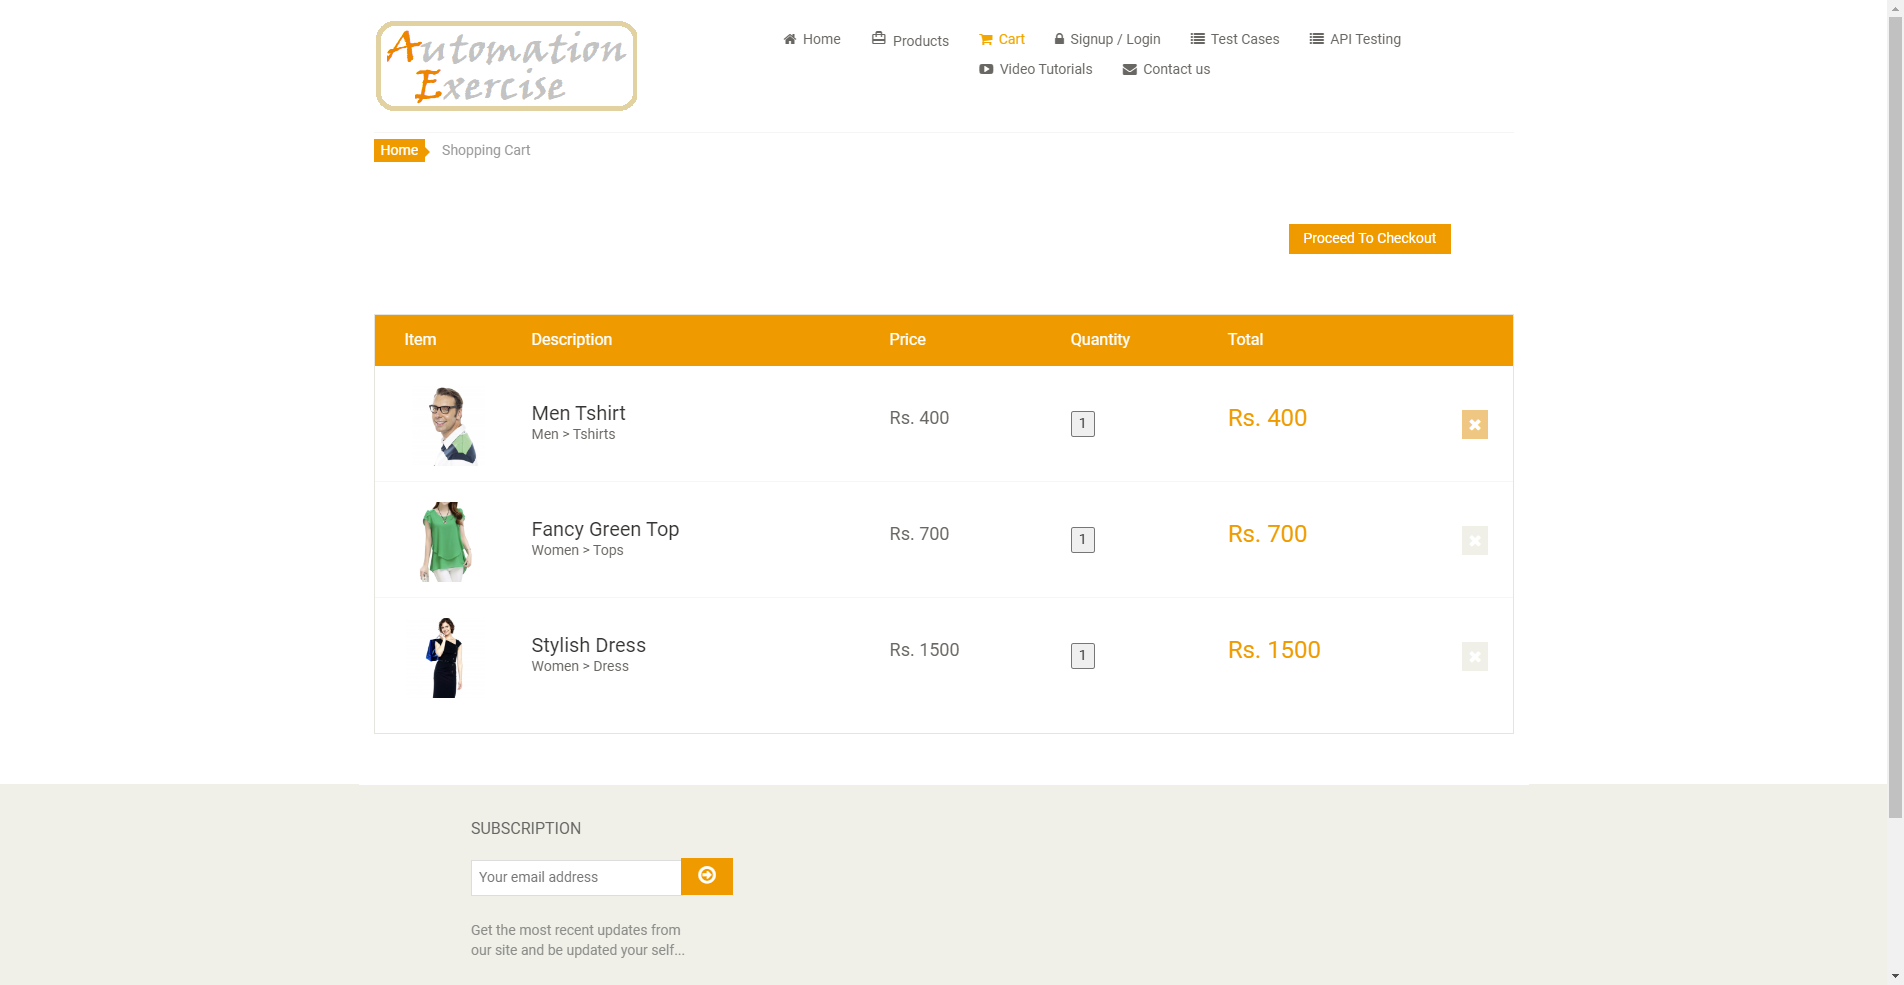 Automation
Exercise
Home Products Cart Signup / Login Test Cases API Testing
Video Tutorials Contact us
Home Shopping Cart
Proceed To Checkout
Item Description Price Quantity Total
Men Tshirt
Men > Tshirts
Rs. 400 1 Rs. 400
Fancy Green Top
Women > Tops
Rs. 700 1 Rs. 700
Stylish Dress
Women > Dress
Rs. 1500 1 Rs. 1500
SUBSCRIPTION
Your email address
Get the most recent updates from
our site and be updated your self...